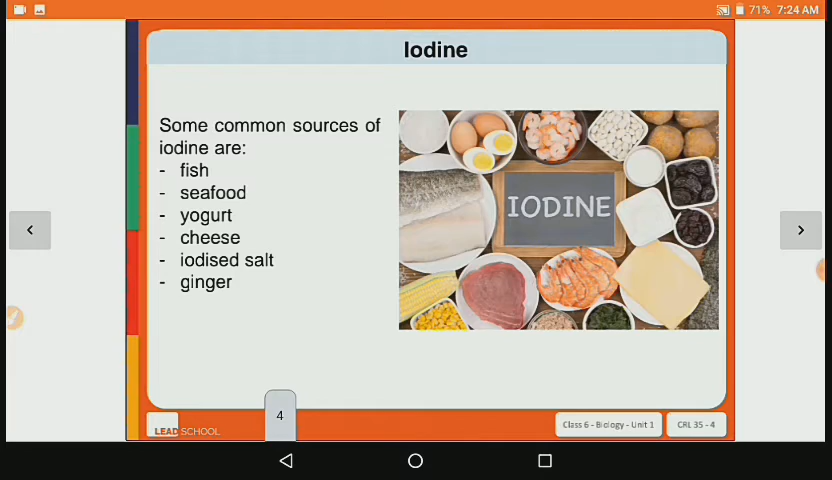 71% 7:24 AM
Iodine
Some common sources of
iodine are:
- fish
- seafood
- yogurt
- cheese
- iodised salt
- ginger
IODINE
4
LEAD SCHOOL
Class 6 - Biology - Unit 1
CRL 35 - 4